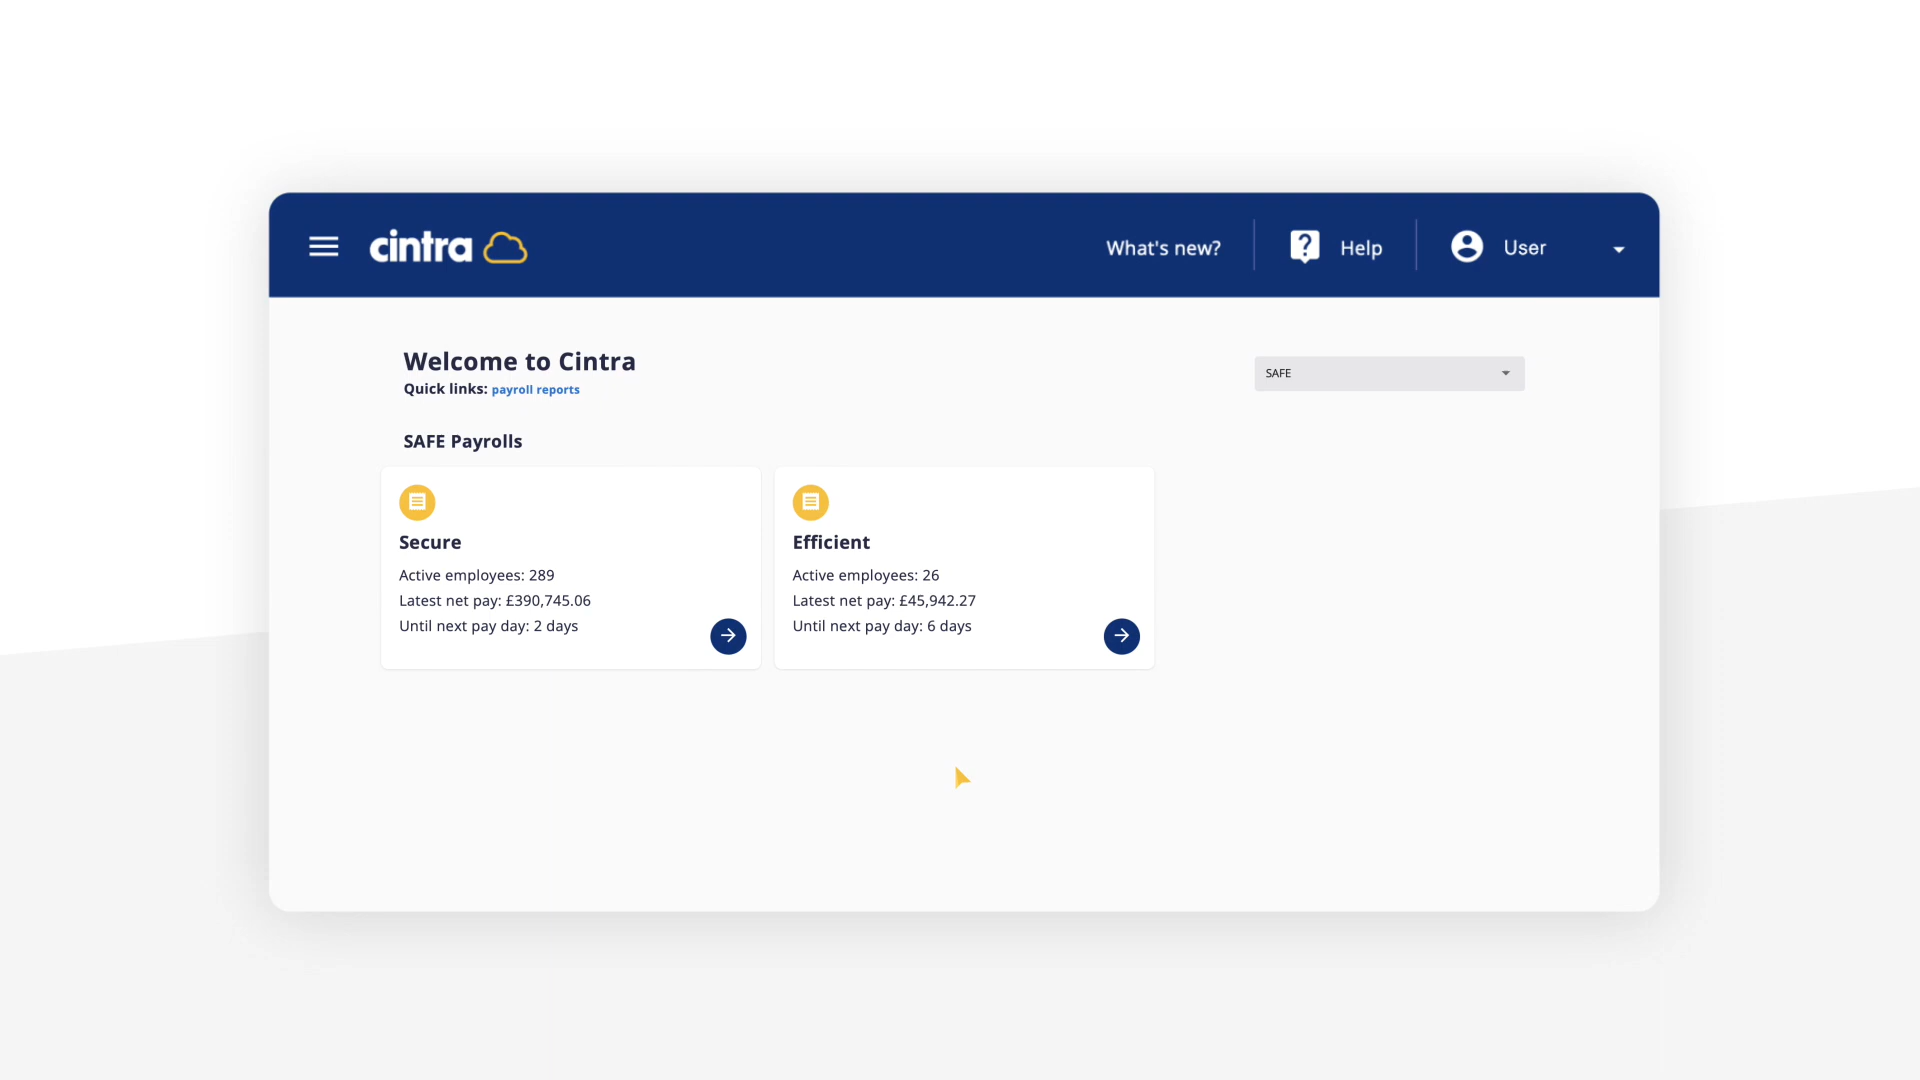 cintra
What's new?
Help
User
Welcome to Cintra
Quick links: payroll reports
SAFE
SAFE Payrolls
Secure
Active employees: 289
Latest net pay: £390,745.06
Until next pay day: 2 days
Efficient
Active employees: 26
Latest net pay: £45,942.27
Until next pay day: 6 days